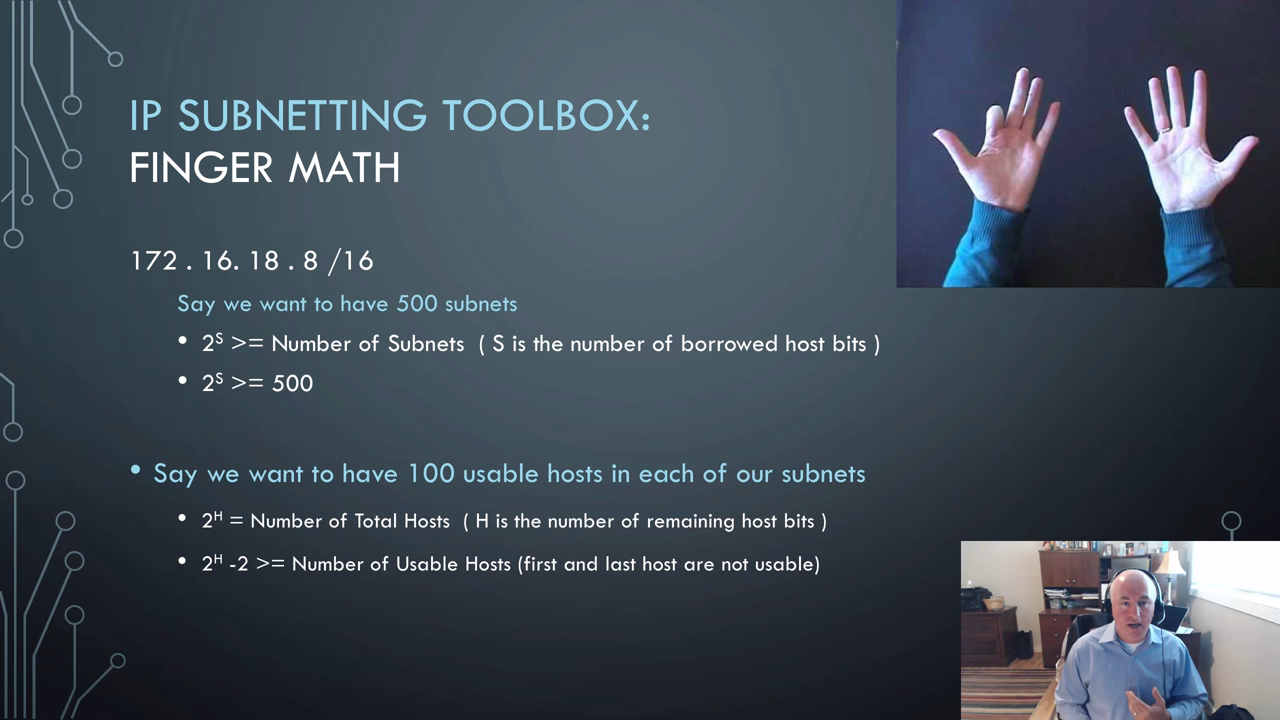 IP SUBNETTING TOOLBOX:
FINGER MATH
172 . 16. 18 . 8 /16
Say we want to have 500 subnets
• 2ˢ >= Number of Subnets ( S is the number of borrowed host bits )
• 2ˢ >= 500
• Say we want to have 100 usable hosts in each of our subnets
• 2ᴴ = Number of Total Hosts ( H is the number of remaining host bits )
• 2ᴴ -2 >= Number of Usable Hosts (first and last host are not usable)